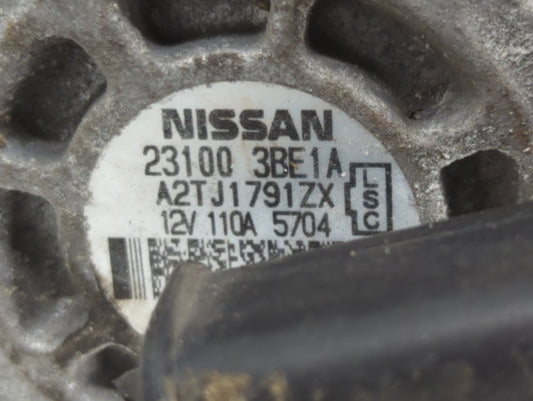 NISSAN
23100 3BE1A
A2TJ1791ZX
12V 110A 5704
L
S
C